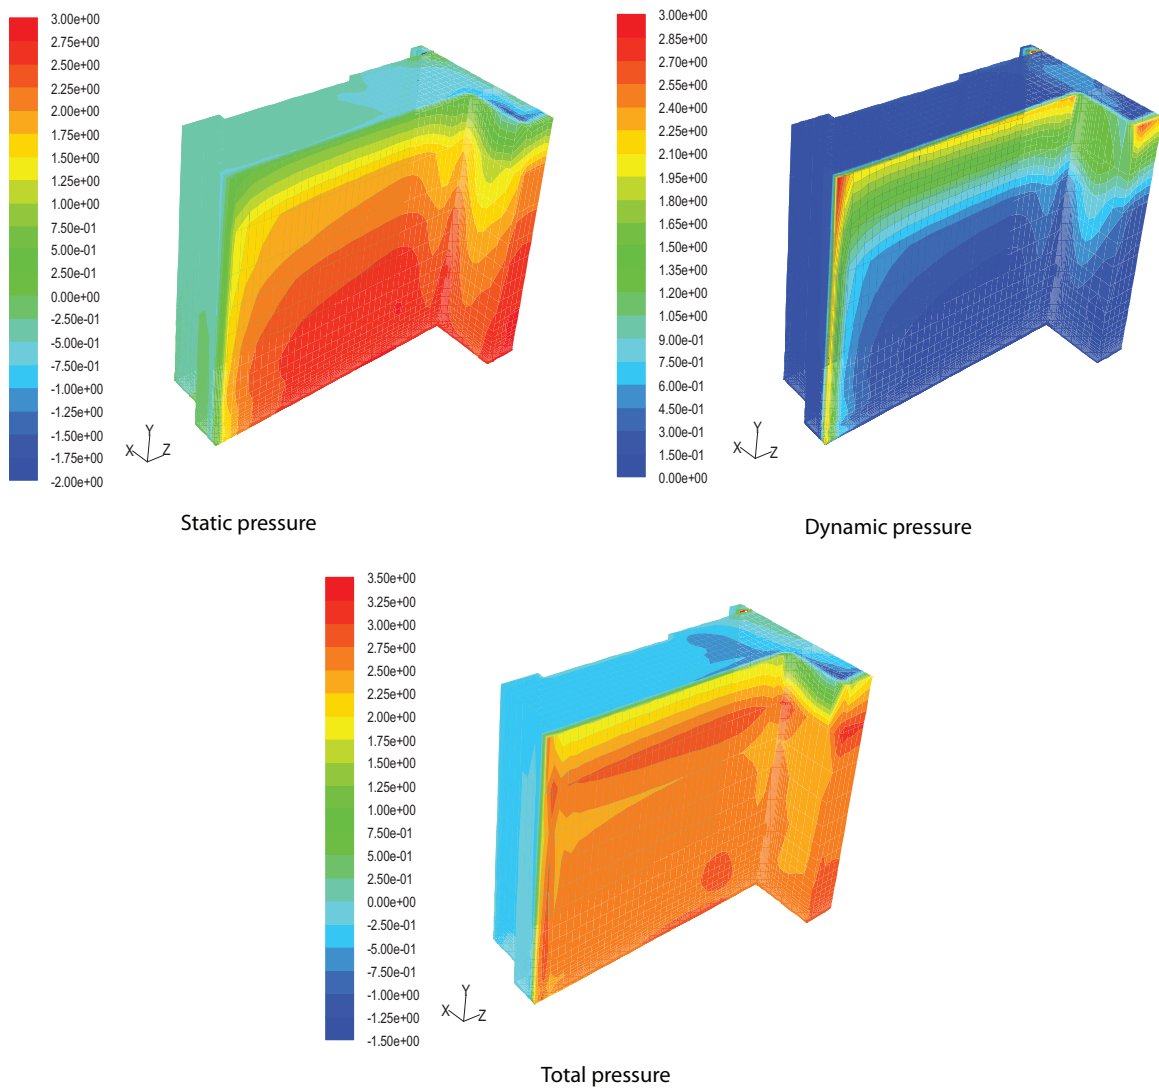 3.00e+00
2.75e+00
2.50e+00
2.25e+00
2.00e+00
1.75e+00
1.50e+00
1.25e+00
1.00e+00
7.50e-01
5.00e-01
2.50e-01
0.00e+00
-2.50e-01
-5.00e-01
-7.50e-01
-1.00e+00
-1.25e+00
-1.50e+00
-1.75e+00
-2.00e+00
Y
X Z
Static pressure
3.00e+00
2.85e+00
2.70e+00
2.55e+00
2.40e+00
2.25e+00
2.10e+00
1.95e+00
1.80e+00
1.65e+00
1.50e+00
1.35e+00
1.20e+00
1.05e+00
9.00e-01
7.50e-01
6.00e-01
4.50e-01
3.00e-01
1.50e-01
0.00e+00
Y
X Z
Dynamic pressure
3.50e+00
3.25e+00
3.00e+00
2.75e+00
2.50e+00
2.25e+00
2.00e+00
1.75e+00
1.50e+00
1.25e+00
1.00e+00
7.50e-01
5.00e-01
2.50e-01
0.00e+00
-2.50e-01
-5.00e-01
-7.50e-01
-1.00e+00
-1.25e+00
-1.50e+00
Y
X Z
Total pressure